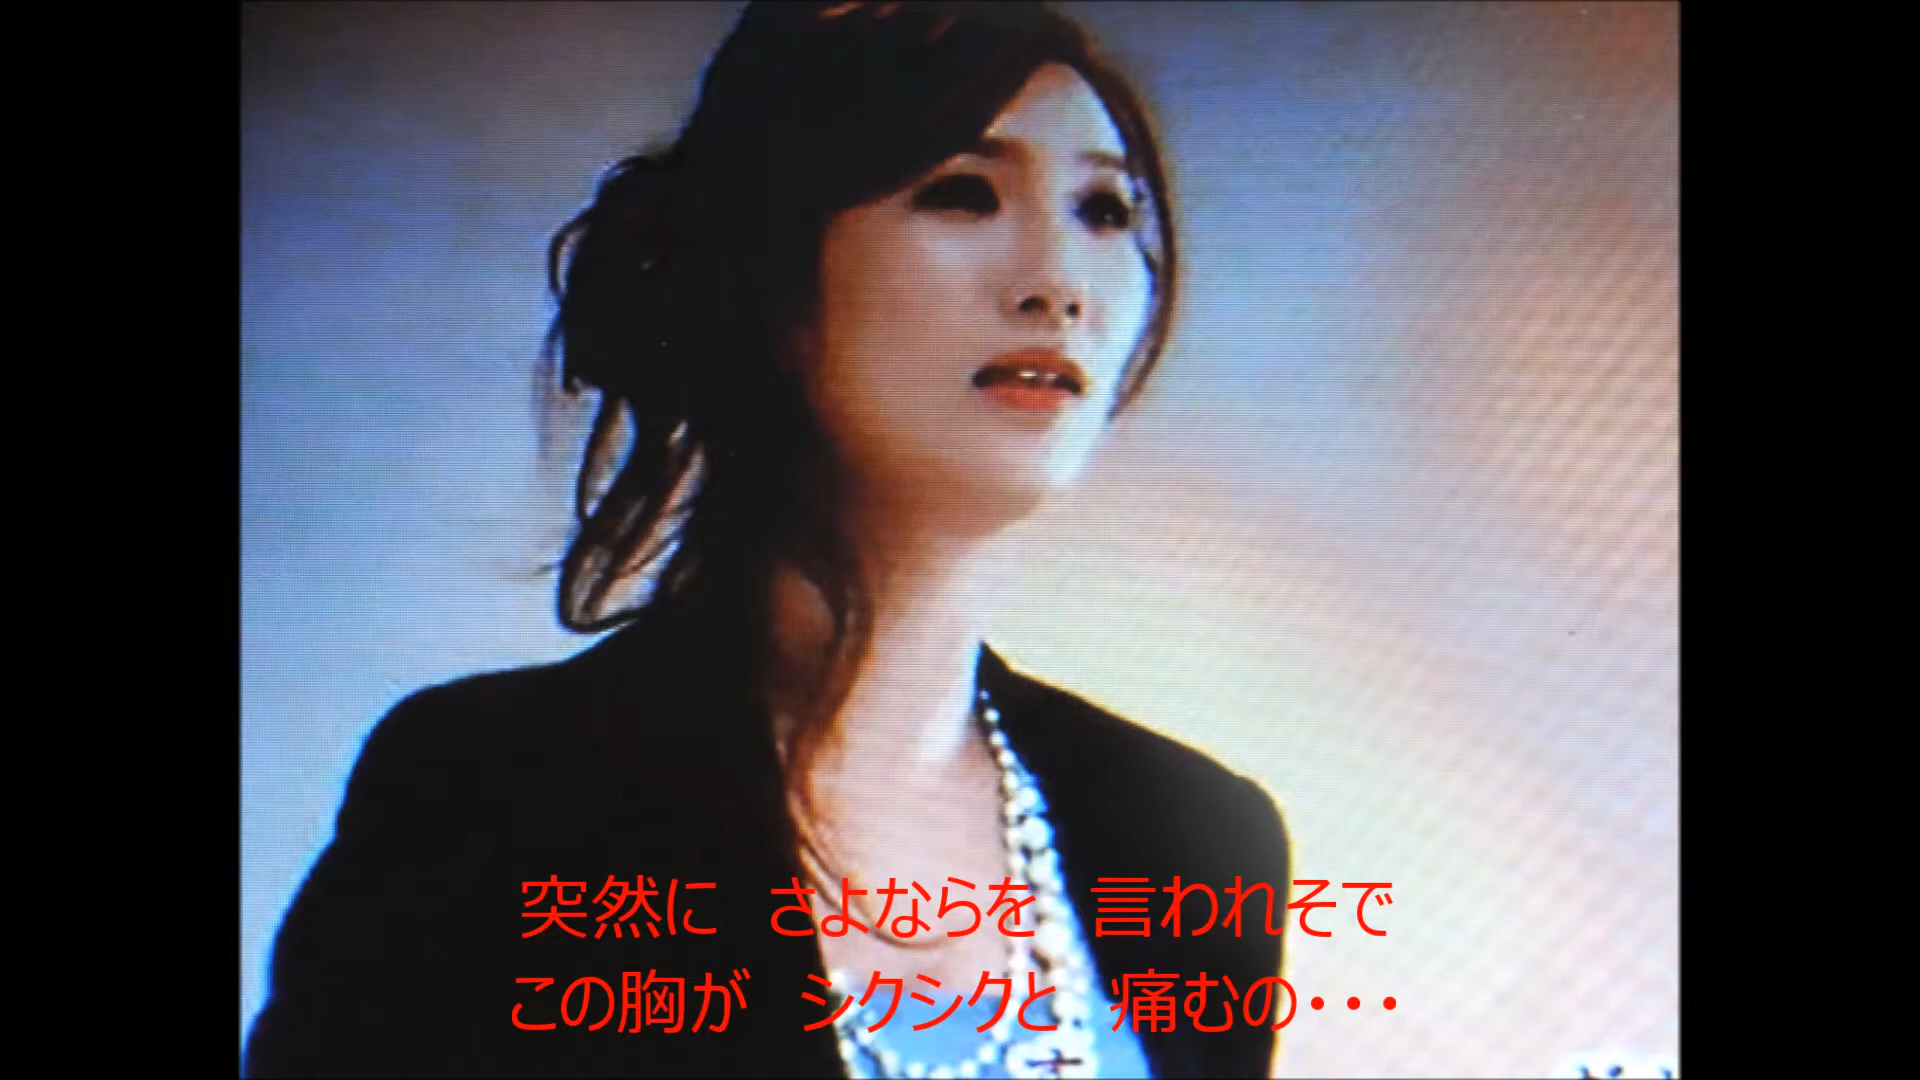 突然に　さよならを　言われそで
この胸が　シクシクと　痛むの・・・